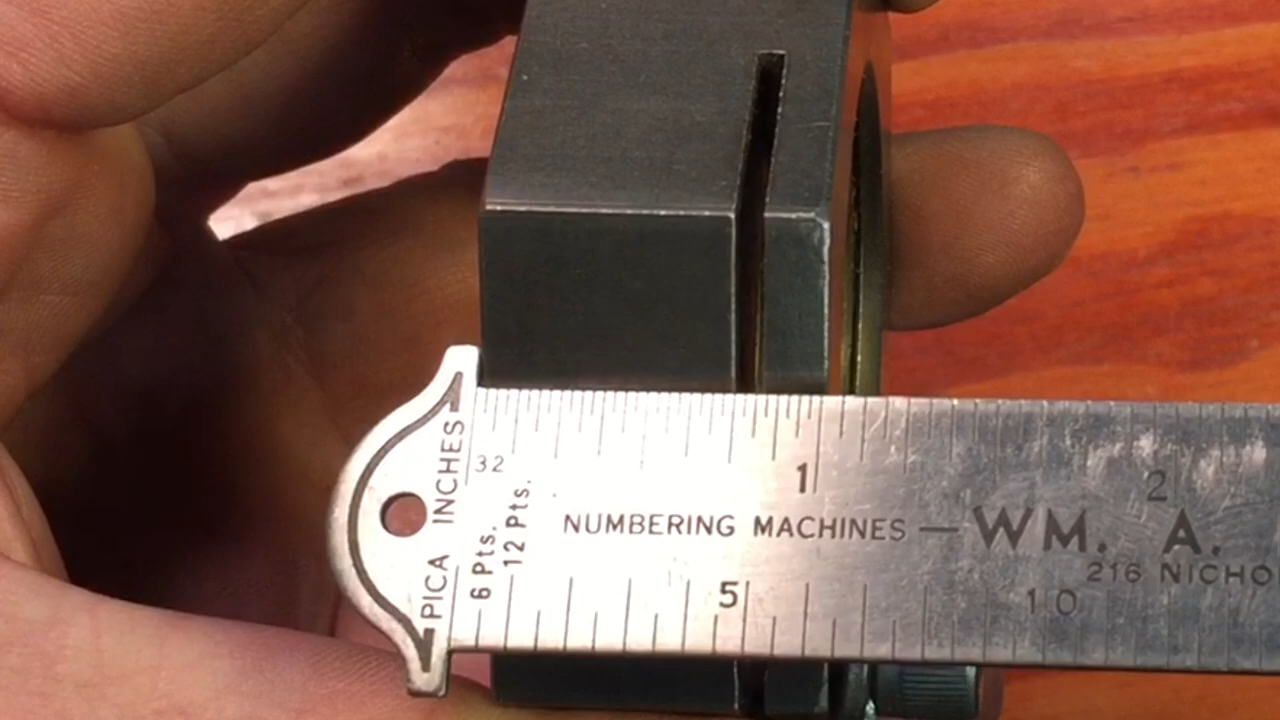 PICA INCHES
32
1
2
6 Pts.
12 Pts.
NUMBERING MACHINES — WM. A.
216 NICHO
5
10